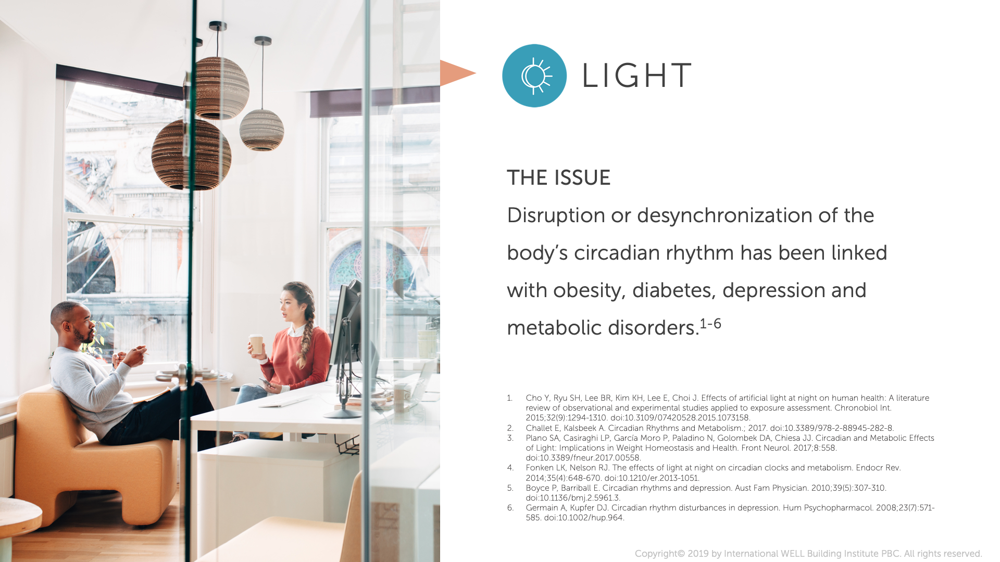 LIGHT
THE ISSUE
Disruption or desynchronization of the
body’s circadian rhythm has been linked
with obesity, diabetes, depression and
metabolic disorders.1-6
1. Cho Y, Ryu SH, Lee BR, Kim KH, Lee E, Choi J. Effects of artificial light at night on human health: A literature
review of observational and experimental studies applied to exposure assessment. Chronobiol Int.
2015;32(9):1294-1310. doi:10.3109/07420528.2015.1073158.
2. Challet E, Kalsbeek A. Circadian Rhythms and Metabolism.; 2017. doi:10.3389/978-2-88945-282-8.
3. Plano SA, Casiraghi LP, García Moro P, Paladino N, Golombek DA, Chiesa JJ. Circadian and Metabolic Effects
of Light: Implications in Weight Homeostasis and Health. Front Neurol. 2017;8:558.
doi:10.3389/fneur.2017.00558.
4. Fonken LK, Nelson RJ. The effects of light at night on circadian clocks and metabolism. Endocr Rev.
2014;35(4):648-670. doi:10.1210/er.2013-1051.
5. Boyce P, Barriball E. Circadian rhythms and depression. Aust Fam Physician. 2010;39(5):307-310.
doi:10.1136/bmj.2.5961.3.
6. Germain A, Kupfer DJ. Circadian rhythm disturbances in depression. Hum Psychopharmacol. 2008;23(7):571-
585. doi:10.1002/hup.964.
Copyright© 2019 by International WELL Building Institute PBC. All rights reserved.